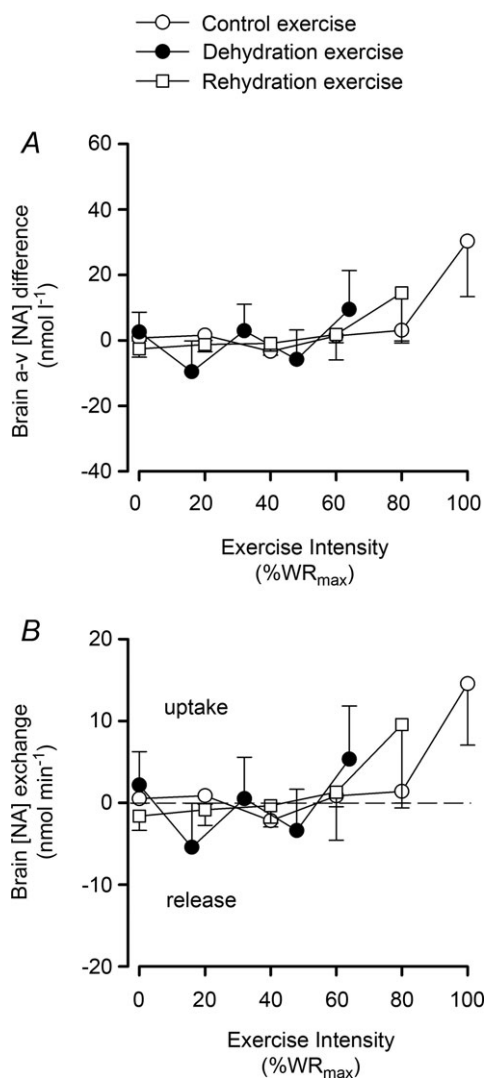 Control exercise
Dehydration exercise
Rehydration exercise
A
60
40
20
0
-20
-40
Brain a-v [NA] difference
(nmol l⁻¹)
0 20 40 60 80 100
Exercise Intensity
(%WRmax)
B
20
10
0
-10
-20
Brain [NA] exchange
(nmol min⁻¹)
uptake
release
0 20 40 60 80 100
Exercise Intensity
(%WRmax)